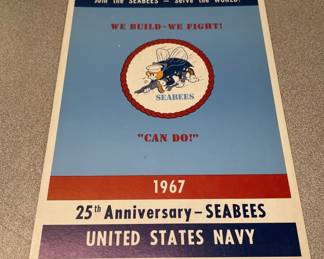 Join the SEABEES — Serve the WORLD!
WE BUILD - WE FIGHT!
SEABEES
"CAN DO!"
1967
25th Anniversary — SEABEES
UNITED STATES NAVY